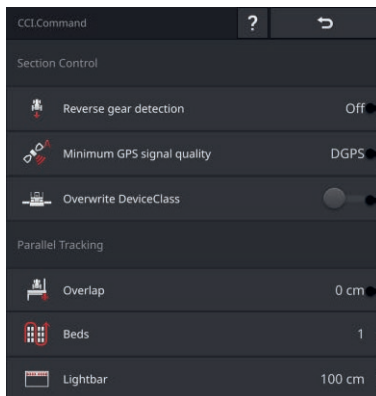 CCI.Command
?
Section Control
Reverse gear detection Off
Minimum GPS signal quality DGPS
Overwrite DeviceClass
Parallel Tracking
Overlap 0 cm
Beds 1
Lightbar 100 cm